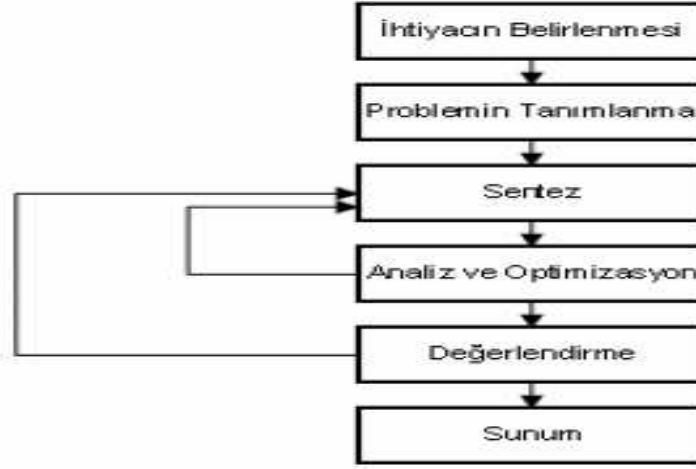 İhtiyacın Belirlenmesi
Problemin Tanımlanma
Sentez
Analiz ve Optimizasyon
Değerlendirme
Sunum